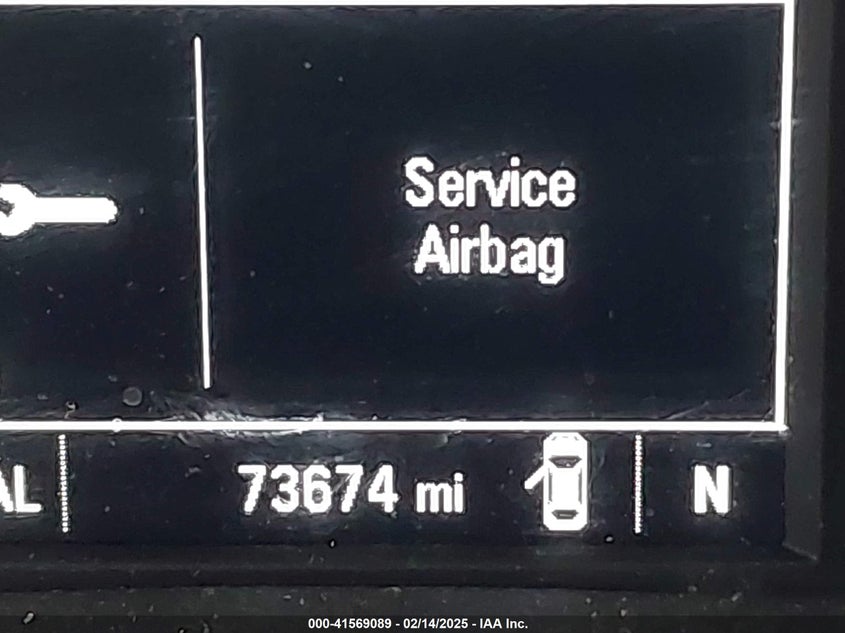 Service
Airbag
AL
73674 mi
N
000-41569089 - 02/14/2025 - IAA Inc.